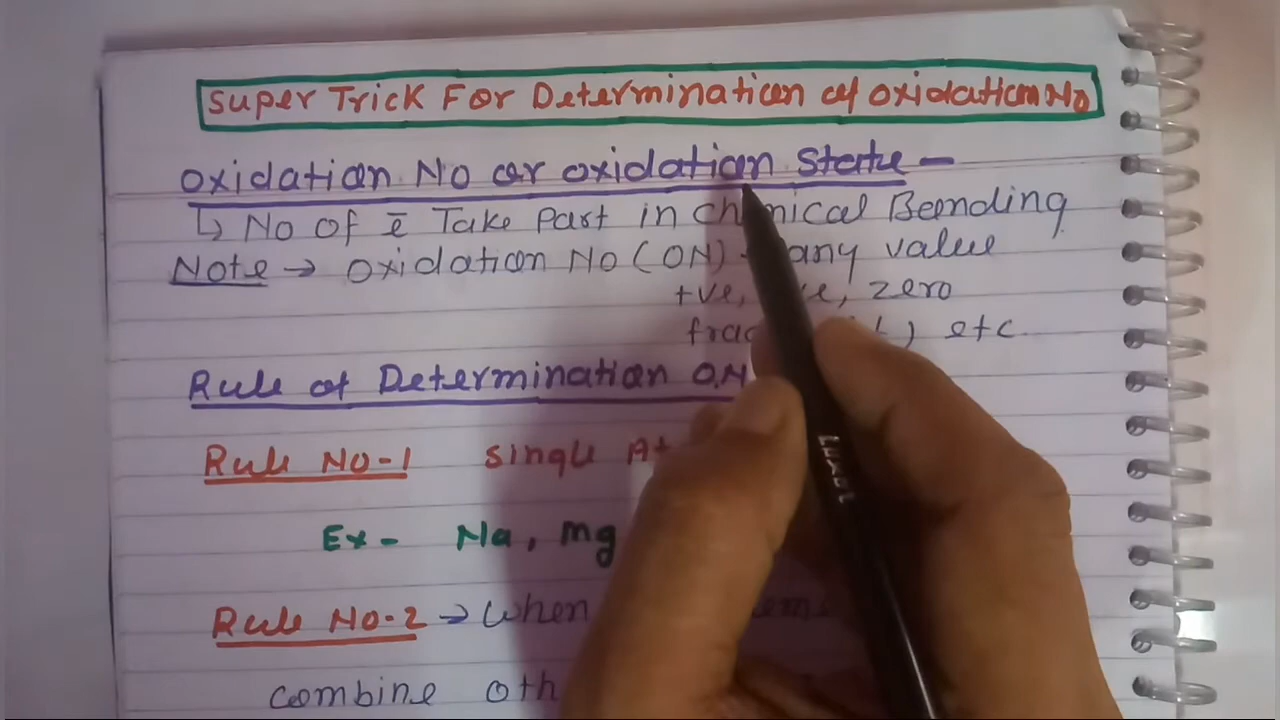 Super Trick For Determination of oxidation No
Oxidation No or oxidation State -
↳ No of ē Take Part in Chemical Bonding
Note → Oxidation No (ON) any value
+ve, zero
etc
Rule of Determination O.N
Rule No-1 Single
Ex- Na, mg
Rule No-2 → When
combine
LUXOR